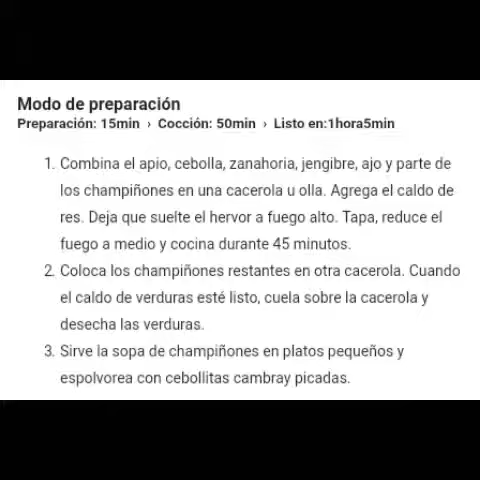 Modo de preparación
Preparación: 15min › Cocción: 50min › Listo en:1hora5min
1. Combina el apio, cebolla, zanahoria, jengibre, ajo y parte de
los champiñones en una cacerola u olla. Agrega el caldo de
res. Deja que suelte el hervor a fuego alto. Tapa, reduce el
fuego a medio y cocina durante 45 minutos.
2. Coloca los champiñones restantes en otra cacerola. Cuando
el caldo de verduras esté listo, cuela sobre la cacerola y
desecha las verduras.
3. Sirve la sopa de champiñones en platos pequeños y
espolvorea con cebollitas cambray picadas.